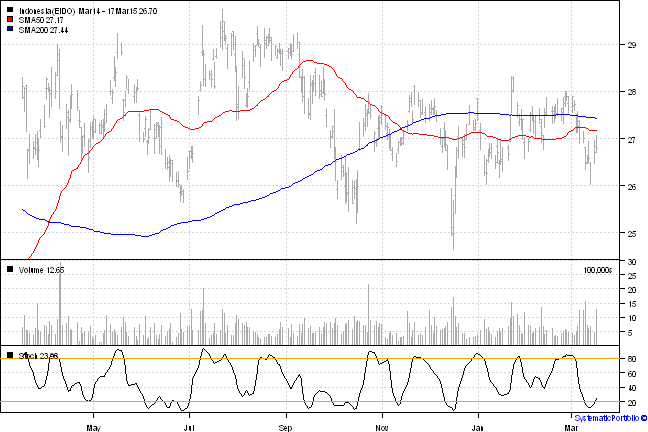 Indonesia(EIDO) Mar14 - 17Mar15 26.70
SMA50 27.17
SMA200 27.44
29
28
27
26
25
Volume 12.65
100,000s
30
25
20
15
10
5
Stoch 23.98
80
60
40
20
May
Jul
Sep
Nov
Jan
Mar
SystematicPortfolio ©